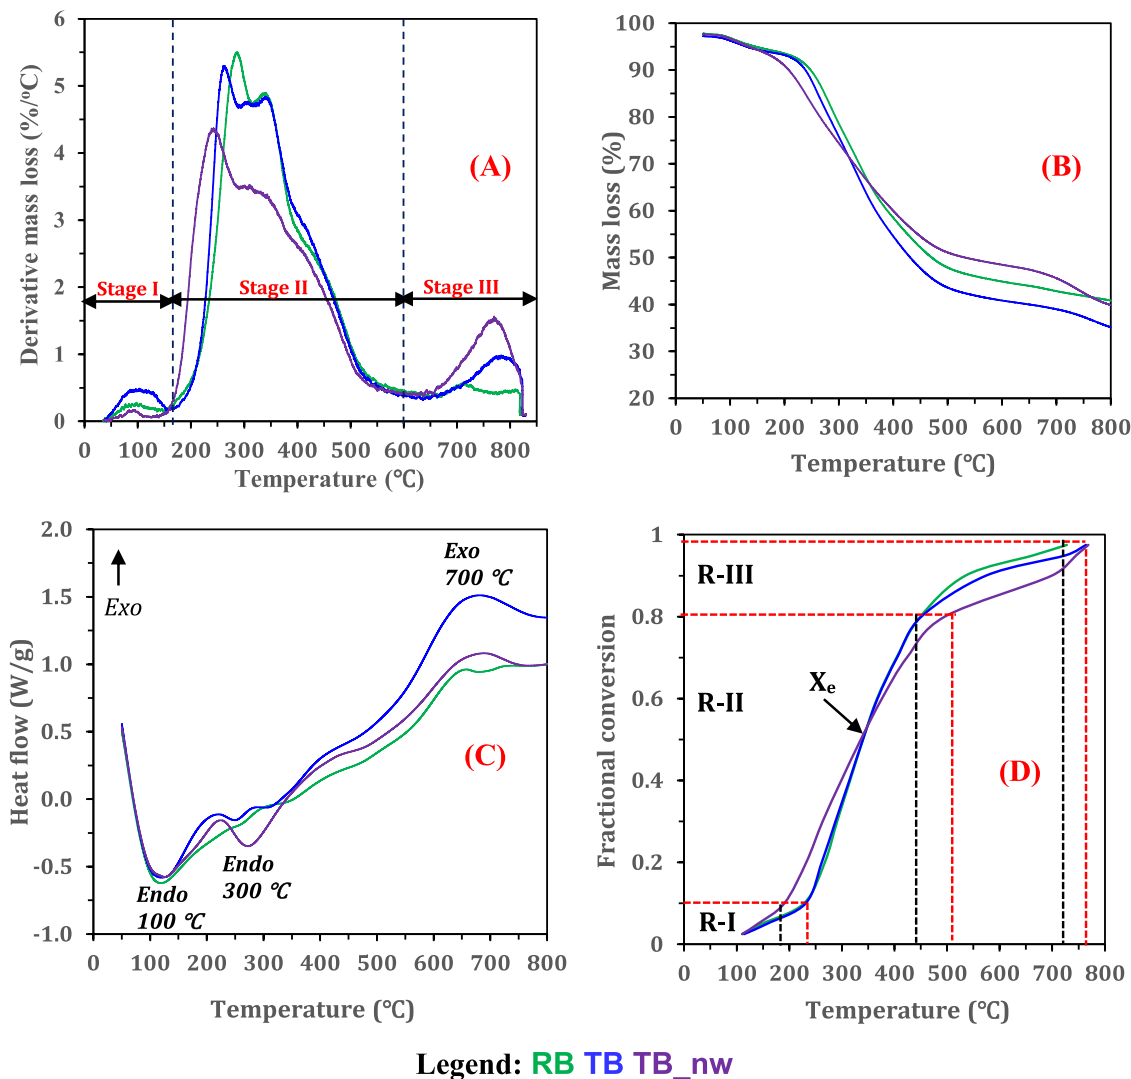 6
5
4
3
2
1
0
0 100 200 300 400 500 600 700 800
Derivative mass loss (%/ºC)
Temperature (℃)
(A)
Stage I
Stage II
Stage III
100
90
80
70
60
50
40
30
20
0 100 200 300 400 500 600 700 800
Mass loss (%)
Temperature (℃)
(B)
2.0
1.5
1.0
0.5
0.0
-0.5
-1.0
0 100 200 300 400 500 600 700 800
Heat flow (W/g)
Temperature (℃)
Exo
Exo
700 ℃
(C)
Endo
300 ℃
Endo
100 ℃
1
0.8
0.6
0.4
0.2
0
0 100 200 300 400 500 600 700 800
Fractional conversion
Temperature (℃)
R-III
R-II
R-I
Xe
(D)
Legend: RB TB TB_nw